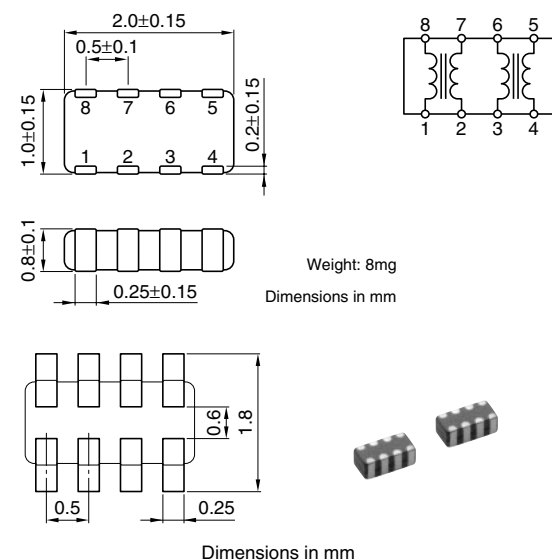 2.0±0.15
0.5±0.1
8 7 6 5
1.0±0.15
0.2±0.15
1 2 3 4
8 7 6 5
1 2 3 4
0.8±0.1
0.25±0.15
Weight: 8mg
Dimensions in mm
0.6
1.8
0.5
0.25
Dimensions in mm